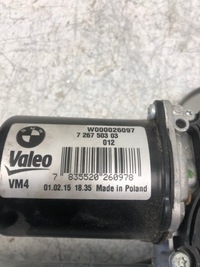 W000026097
7 267 503 03
012
Valeo
7 835520 260978
VM4
01.02.15 18.35 Made in Poland